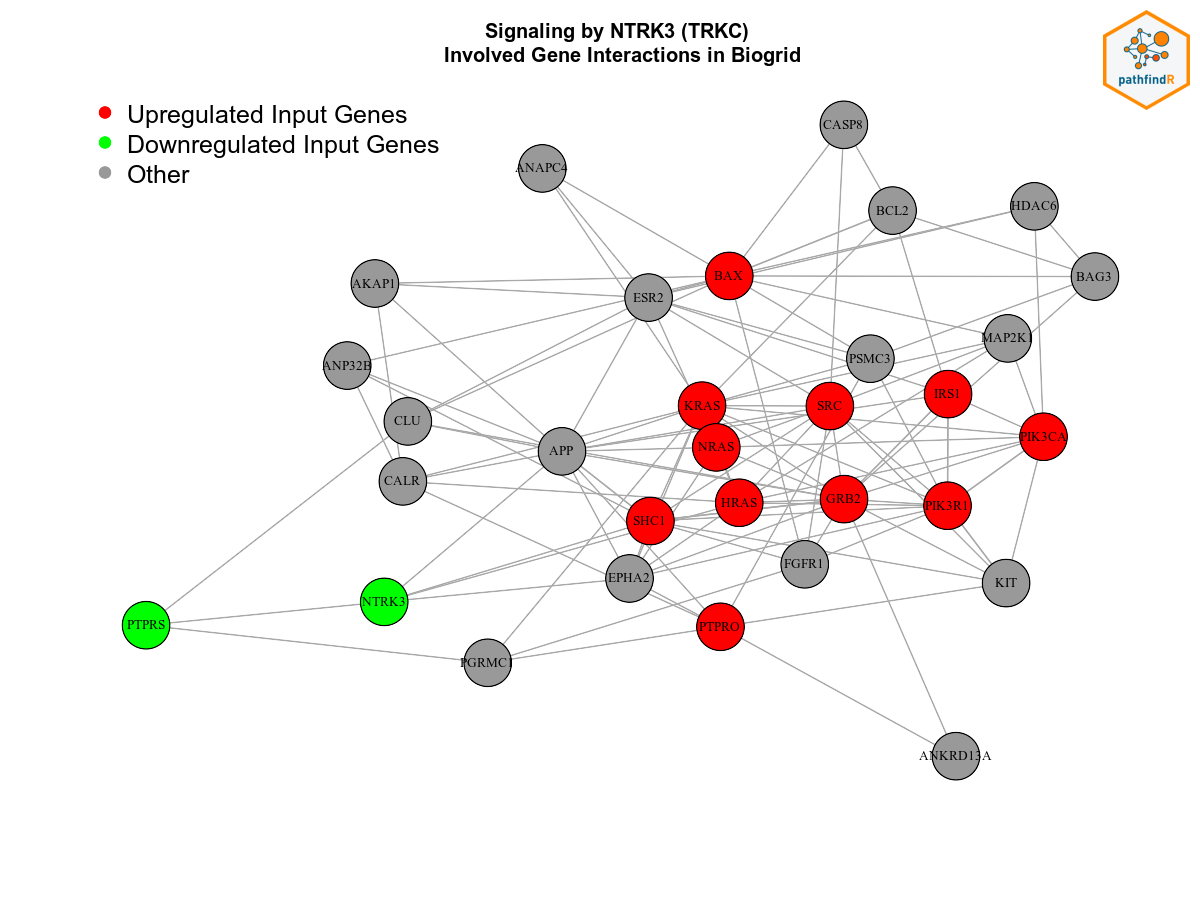 Signaling by NTRK3 (TRKC)
Involved Gene Interactions in Biogrid
pathfindR
Upregulated Input Genes
Downregulated Input Genes
Other
CASP8
ANAPC4
HDAC6
BCL2
BAX
BAG3
AKAP1
ESR2
MAP2K1
PSMC3
ANP32B
IRS1
KRAS
SRC
CLU
PIK3CA
NRAS
APP
CALR
GRB2
HRAS
PIK3R1
SHC1
FGFR1
EPHA2
KIT
NTRK3
PTPRS
PTPRO
PGRMC1
ANKRD13A